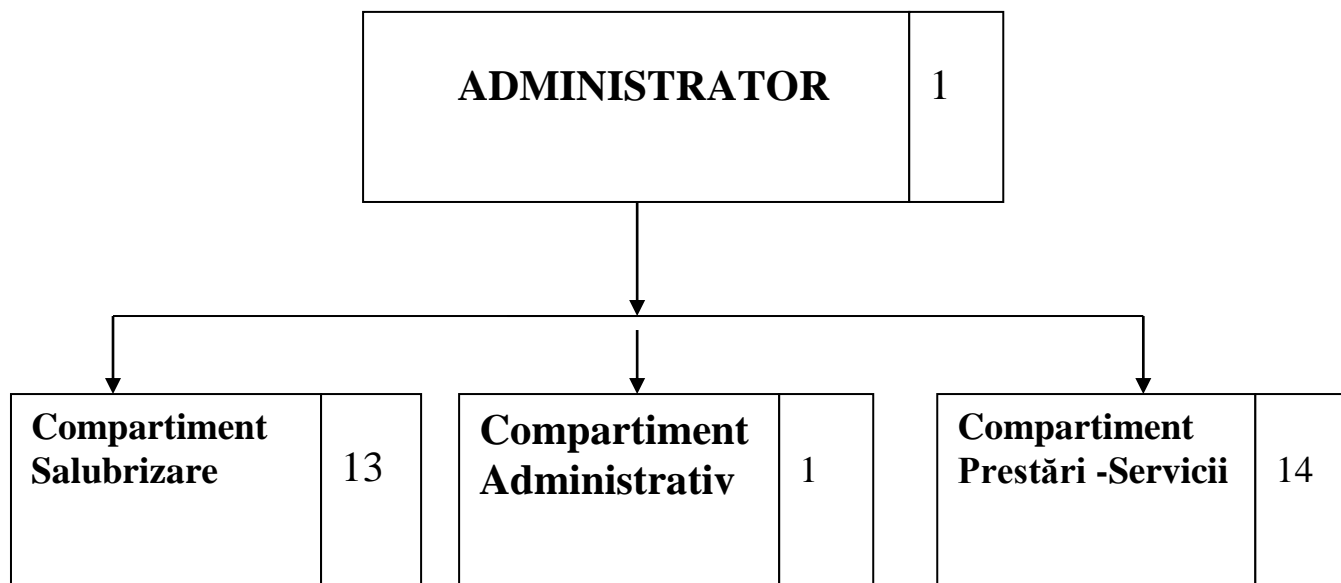 ADMINISTRATOR
1
Compartiment
Salubrizare
13
Compartiment
Administrativ
1
Compartiment
Prestări -Servicii
14